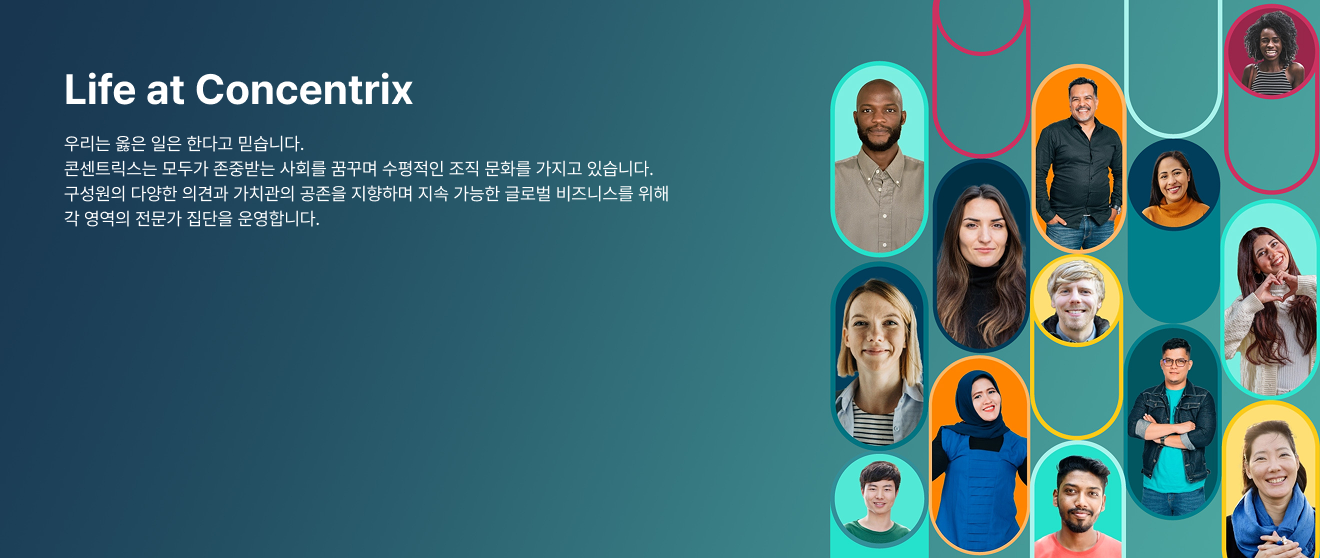 Life at Concentrix
우리는 옳은 일은 한다고 믿습니다.
콘센트릭스는 모두가 존중받는 사회를 꿈꾸며 수평적인 조직 문화를 가지고 있습니다.
구성원의 다양한 의견과 가치관의 공존을 지향하며 지속 가능한 글로벌 비즈니스를 위해
각 영역의 전문가 집단을 운영합니다.